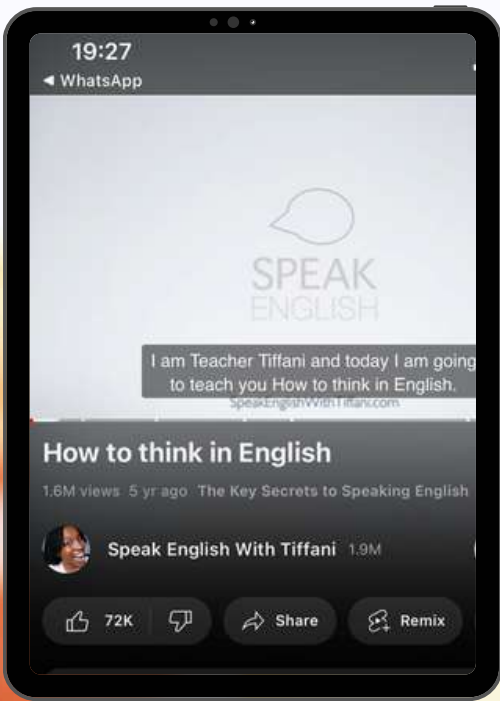 19:27
◀ WhatsApp
SPEAK
ENGLISH
I am Teacher Tiffani and today I am going
to teach you How to think in English.
SpeakEnglishWithTiffani.com
How to think in English
1.6M views 5 yr ago The Key Secrets to Speaking English
Speak English With Tiffani 1.9M
72K Share Remix